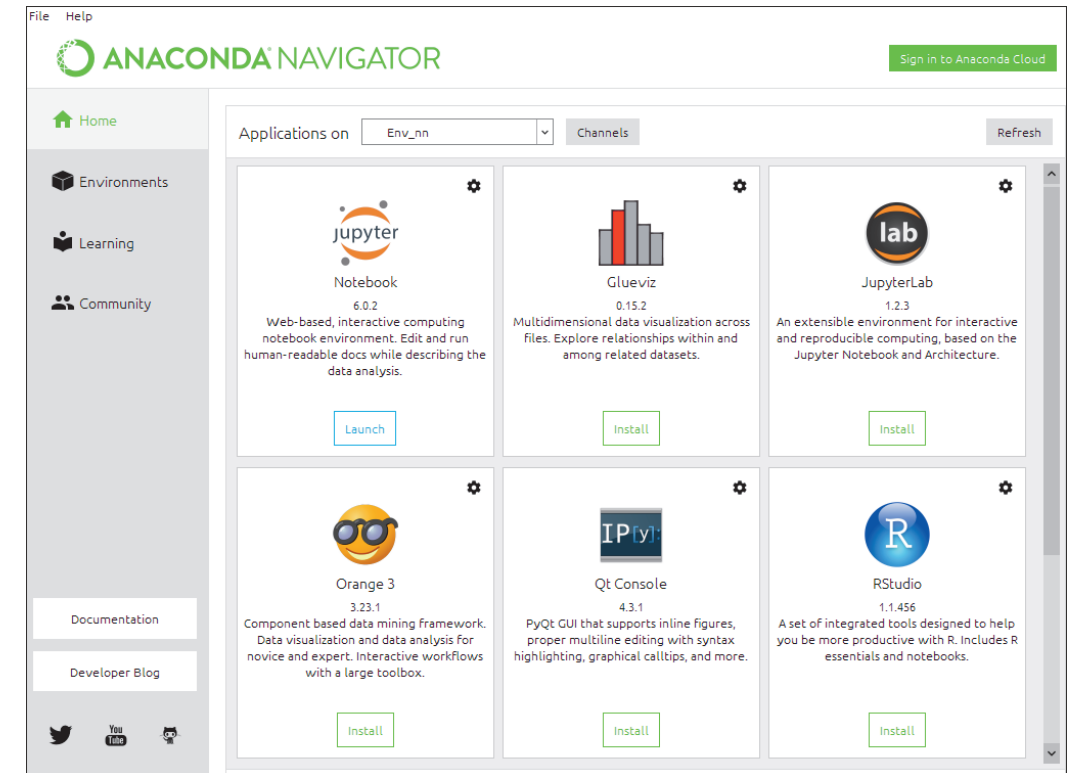 File Help
ANACONDA NAVIGATOR
Sign in to Anaconda Cloud
Home
Environments
Learning
Community
Documentation
Developer Blog
You
Tube
Applications on Env_nn Channels Refresh
jupyter
Notebook
6.0.2
Web-based, interactive computing
notebook environment. Edit and run
human-readable docs while describing the
data analysis.
Launch
Glueviz
0.15.2
Multidimensional data visualization across
files. Explore relationships within and
among related datasets.
Install
lab
JupyterLab
1.2.3
An extensible environment for interactive
and reproducible computing, based on the
Jupyter Notebook and Architecture.
Install
Orange 3
3.23.1
Component based data mining framework.
Data visualization and data analysis for
novice and expert. Interactive workflows
with a large toolbox.
Install
IP[y]:
Qt Console
4.3.1
PyQt GUI that supports inline figures,
proper multiline editing with syntax
highlighting, graphical calltips, and more.
Install
R
RStudio
1.1.456
A set of integrated tools designed to help
you be more productive with R. Includes R
essentials and notebooks.
Install